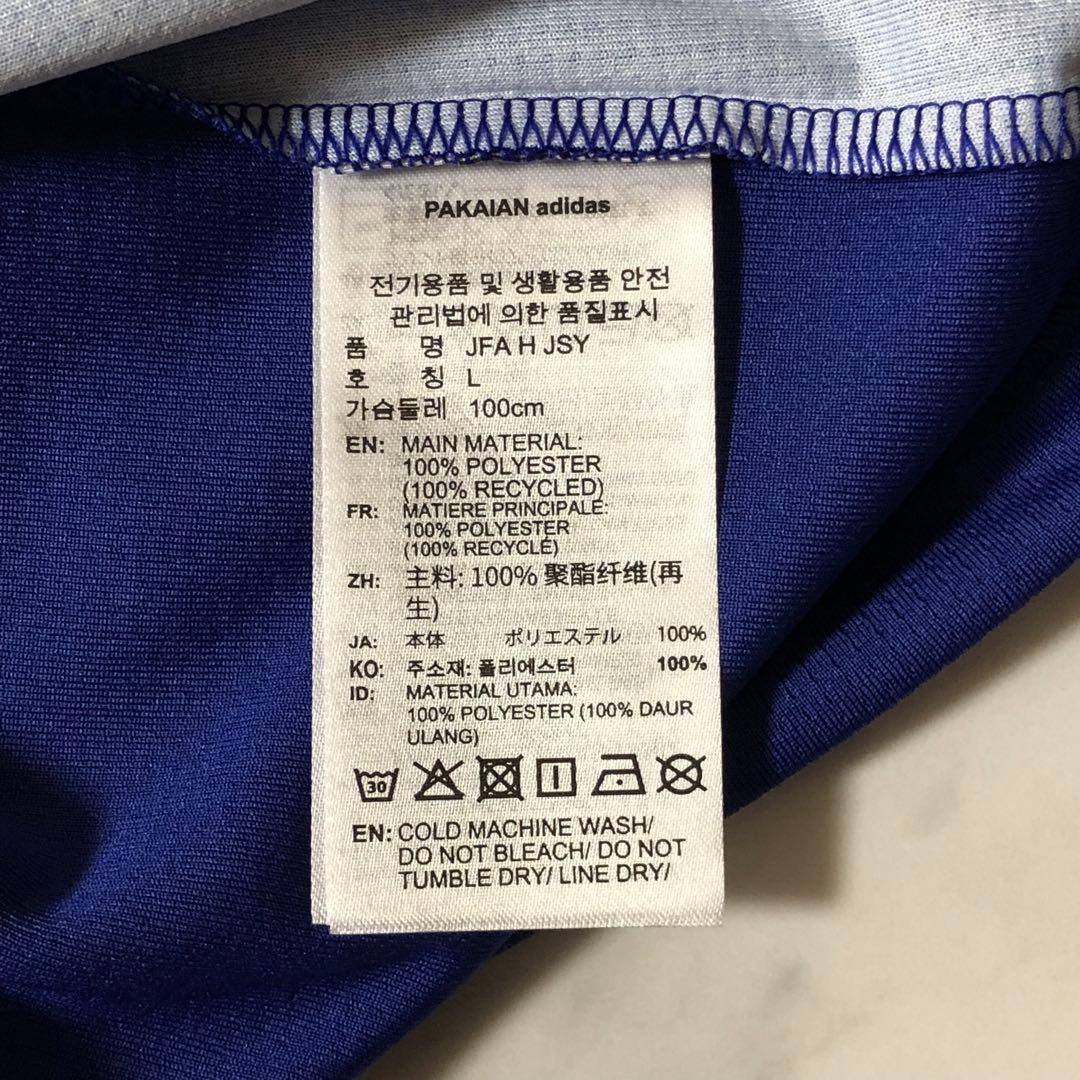 PAKAIAN adidas
전기용품 및 생활용품 안전
관리법에 의한 품질표시
품 명 JFA H JSY
호 칭 L
가슴둘레 100cm
EN: MAIN MATERIAL:
100% POLYESTER
(100% RECYCLED)
FR: MATIERE PRINCIPALE:
100% POLYESTER
(100% RECYCLÉ)
ZH: 主料: 100% 聚酯纤维(再
生)
JA: 本体 ポリエステル 100%
KO: 주소재: 폴리에스터 100%
ID: MATERIAL UTAMA:
100% POLYESTER (100% DAUR
ULANG)
30
EN: COLD MACHINE WASH/
DO NOT BLEACH/ DO NOT
TUMBLE DRY/ LINE DRY/